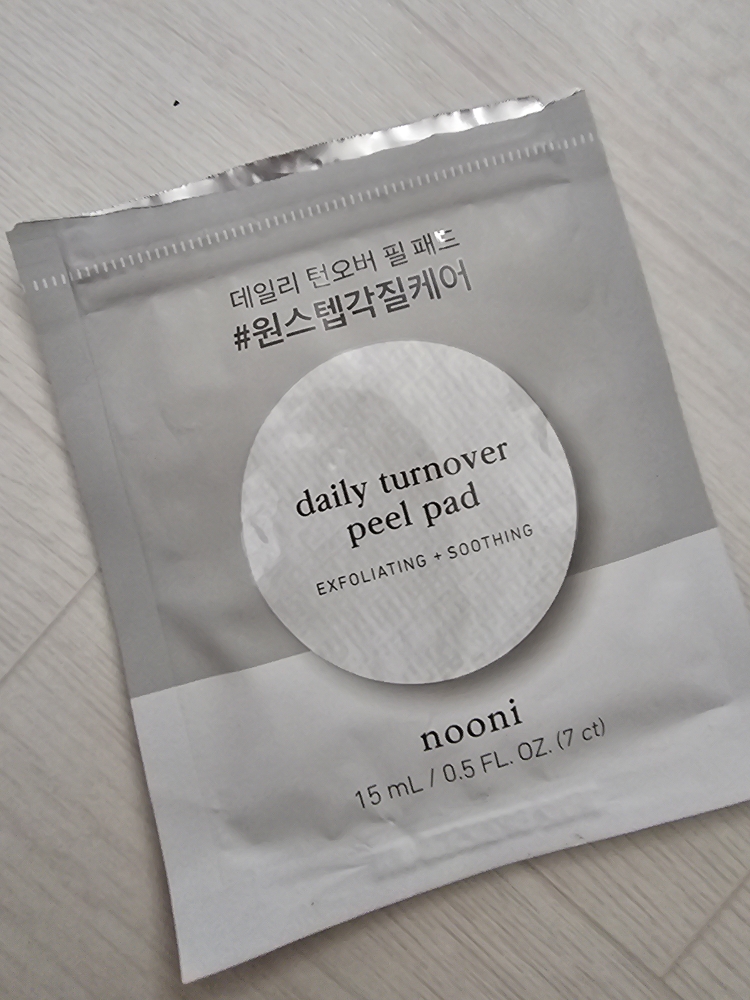 데일리 턴오버 필 패드
#원스텝각질케어
daily turnover
peel pad
EXFOLIATING + SOOTHING
nooni
15 mL / 0.5 FL. OZ. (7 ct)